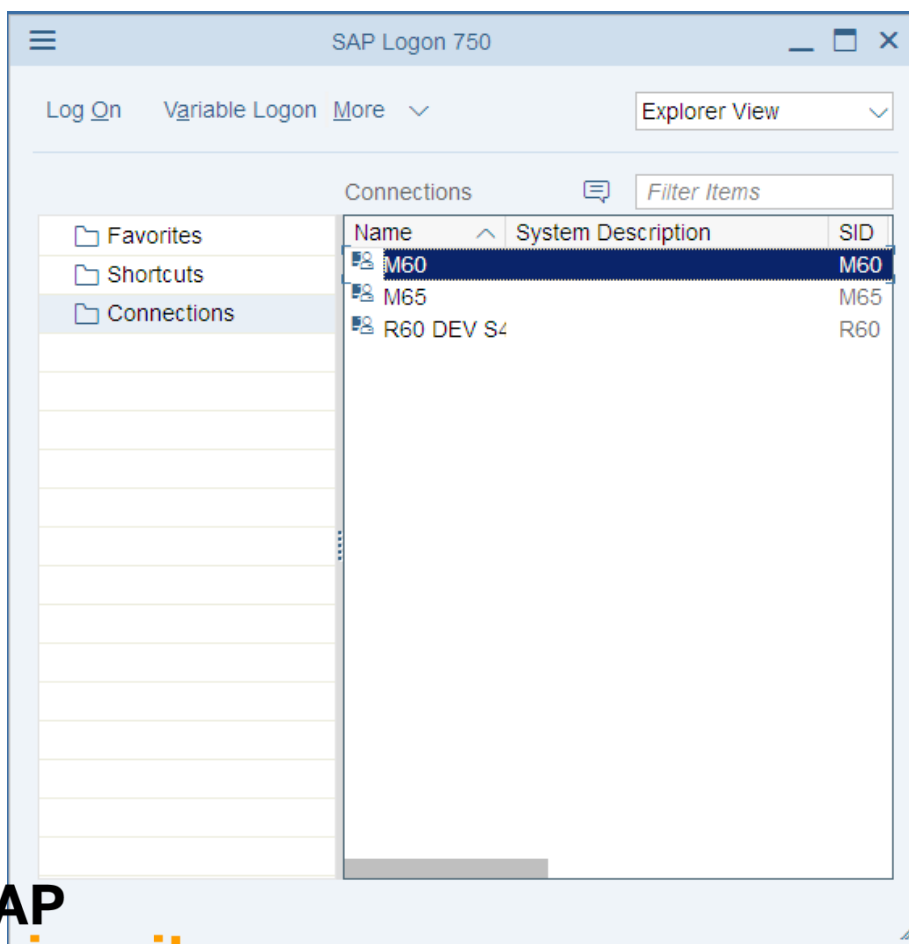 SAP Logon 750
Log On Variable Logon More Explorer View
Connections Filter Items
Favorites
Shortcuts
Connections
Name System Description SID
M60 M60
M65 M65
R60 DEV S4 R60
AP